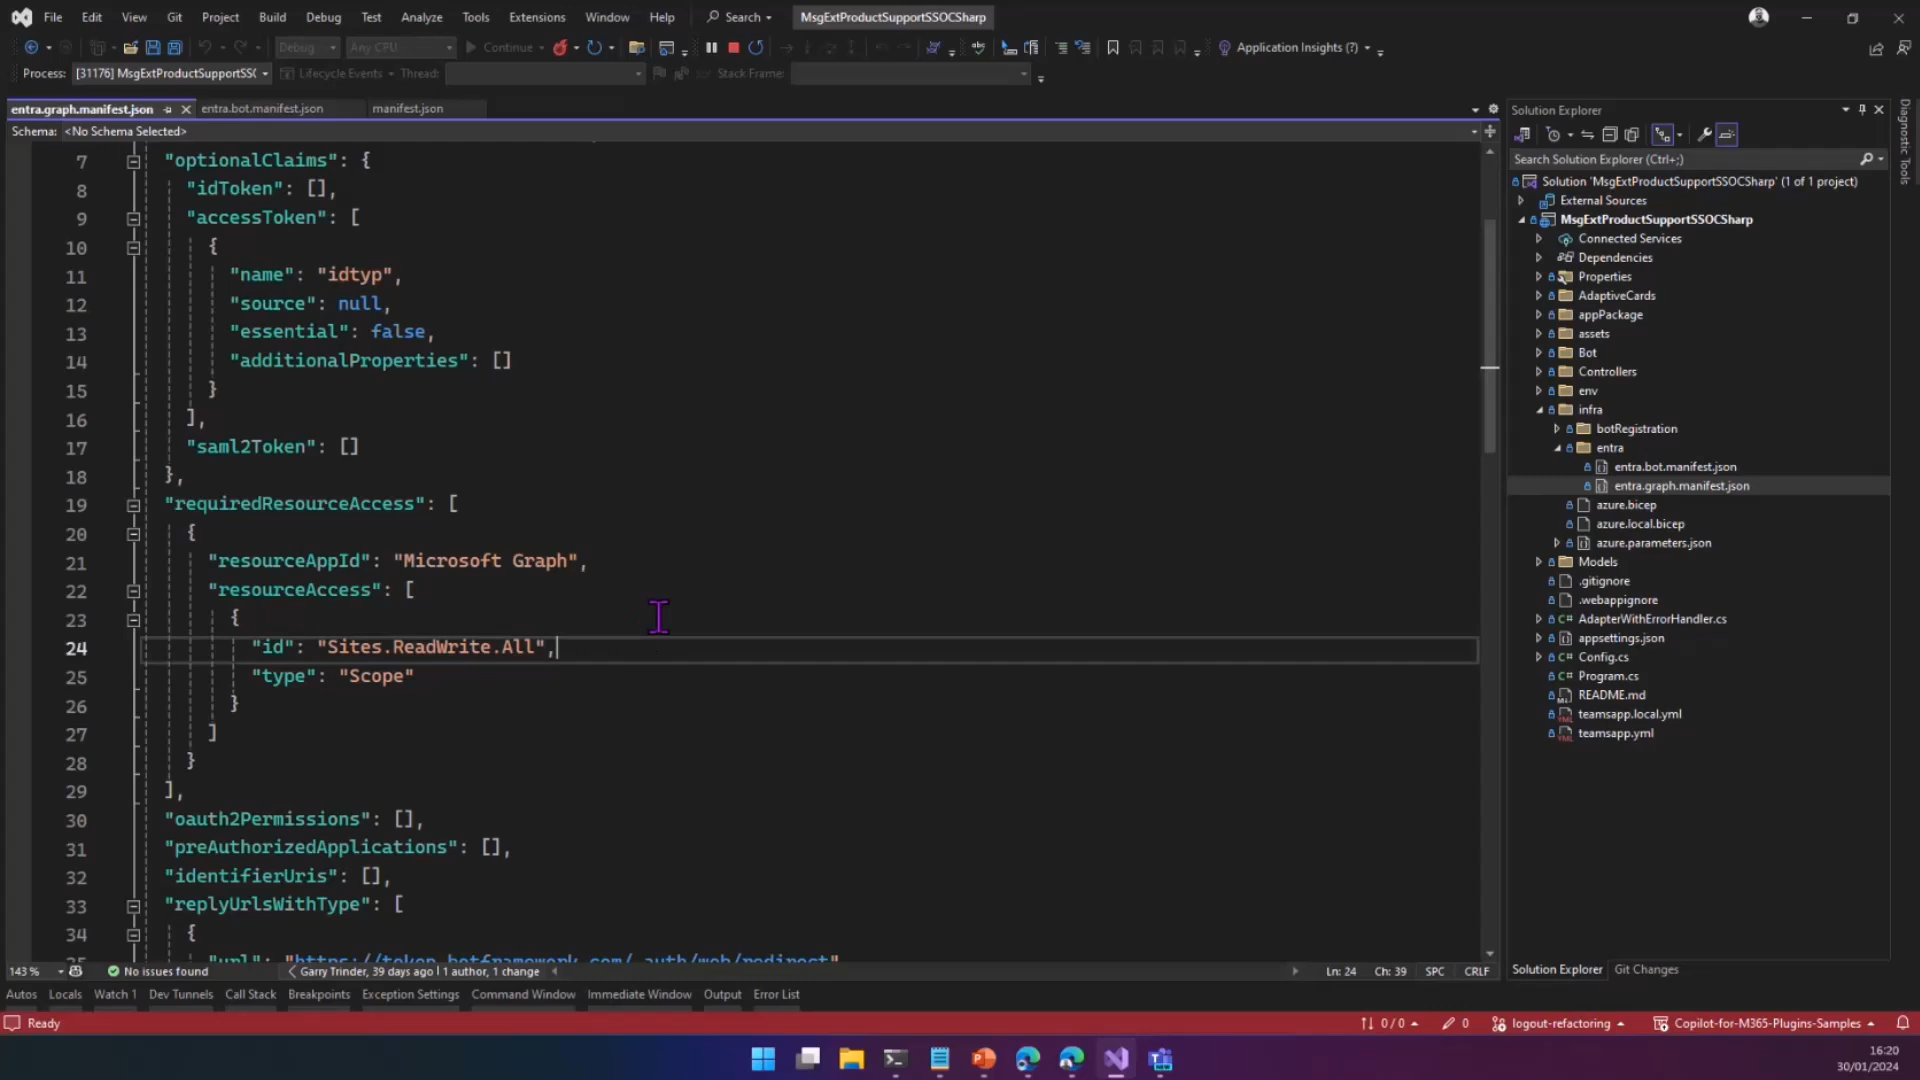 File Edit View Git Project Build Debug Test Analyze Tools Extensions Window Help Search MsgExtProductSupportSSOCSharp
Debug Any CPU Continue Application Insights (?)
Process: [31176] MsgExtProductSupportSS( Lifecycle Events Thread: Stack Frame:
entra.graph.manifest.json entra.bot.manifest.json manifest.json
Schema: <No Schema Selected>
7 "optionalClaims": {
8 "idToken": [],
9 "accessToken": [
10 {
11 "name": "idtyp",
12 "source": null,
13 "essential": false,
14 "additionalProperties": []
15 }
16 ],
17 "saml2Token": []
18 },
19 "requiredResourceAccess": [
20 {
21 "resourceAppId": "Microsoft Graph",
22 "resourceAccess": [
23 {
24 "id": "Sites.ReadWrite.All",
25 "type": "Scope"
26 }
27 ]
28 }
29 ],
30 "oauth2Permissions": [],
31 "preAuthorizedApplications": [],
32 "identifierUris": [],
33 "replyUrlsWithType": [
34 {
35 "url": "https://token.botframework.com/.auth/web/redirect"
143 % No issues found Garry Trinder, 39 days ago | 1 author, 1 change Ln: 24 Ch: 39 SPC CRLF
Autos Locals Watch 1 Dev Tunnels Call Stack Breakpoints Exception Settings Command Window Immediate Window Output Error List
Solution Explorer
Search Solution Explorer (Ctrl+;)
Solution 'MsgExtProductSupportSSOCSharp' (1 of 1 project)
External Sources
MsgExtProductSupportSSOCSharp
Connected Services
Dependencies
Properties
AdaptiveCards
appPackage
assets
Bot
Controllers
env
infra
botRegistration
entra
entra.bot.manifest.json
entra.graph.manifest.json
azure.bicep
azure.local.bicep
azure.parameters.json
Models
.gitignore
.webappignore
C# AdapterWithErrorHandler.cs
appsettings.json
C# Config.cs
C# Program.cs
README.md
teamsapp.local.yml
teamsapp.yml
Solution Explorer Git Changes
Diagnostic Tools
Ready 0 / 0 0 logout-refactoring Copilot-for-M365-Plugins-Samples
16:20
30/01/2024